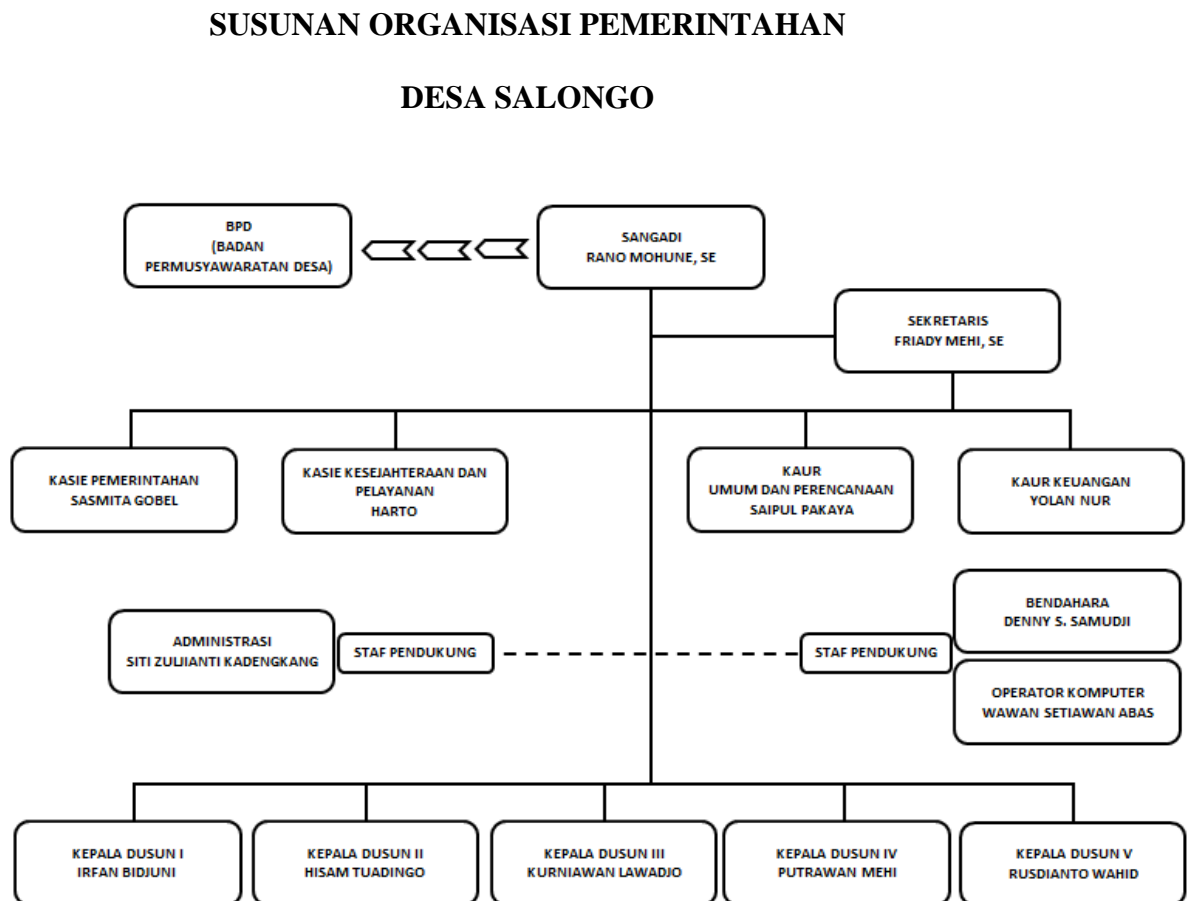 SUSUNAN ORGANISASI PEMERINTAHAN
DESA SALONGO
BPD
(BADAN
PERMUSYAWARATAN DESA)
SANGADI
RANO MOHUNE, SE
SEKRETARIS
FRIADY MEHI, SE
KASIE PEMERINTAHAN
SASMITA GOBEL
KASIE KESEJAHTERAAN DAN
PELAYANAN
HARTO
KAUR
UMUM DAN PERENCANAAN
SAIPUL PAKAYA
KAUR KEUANGAN
YOLAN NUR
ADMINISTRASI
SITI ZULJIANTI KADENGKANG
STAF PENDUKUNG
STAF PENDUKUNG
BENDAHARA
DENNY S. SAMUDJI
OPERATOR KOMPUTER
WAWAN SETIAWAN ABAS
KEPALA DUSUN I
IRFAN BIDJUNI
KEPALA DUSUN II
HISAM TUADINGO
KEPALA DUSUN III
KURNIAWAN LAWADJO
KEPALA DUSUN IV
PUTRAWAN MEHI
KEPALA DUSUN V
RUSDIANTO WAHID